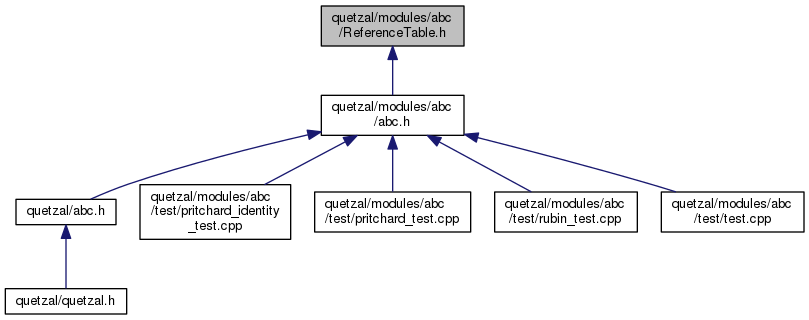 quetzal/modules/abc
/ReferenceTable.h
quetzal/modules/abc
/abc.h
quetzal/abc.h
quetzal/modules/abc
/test/pritchard_identity
_test.cpp
quetzal/modules/abc
/test/pritchard_test.cpp
quetzal/modules/abc
/test/rubin_test.cpp
quetzal/modules/abc
/test/test.cpp
quetzal/quetzal.h